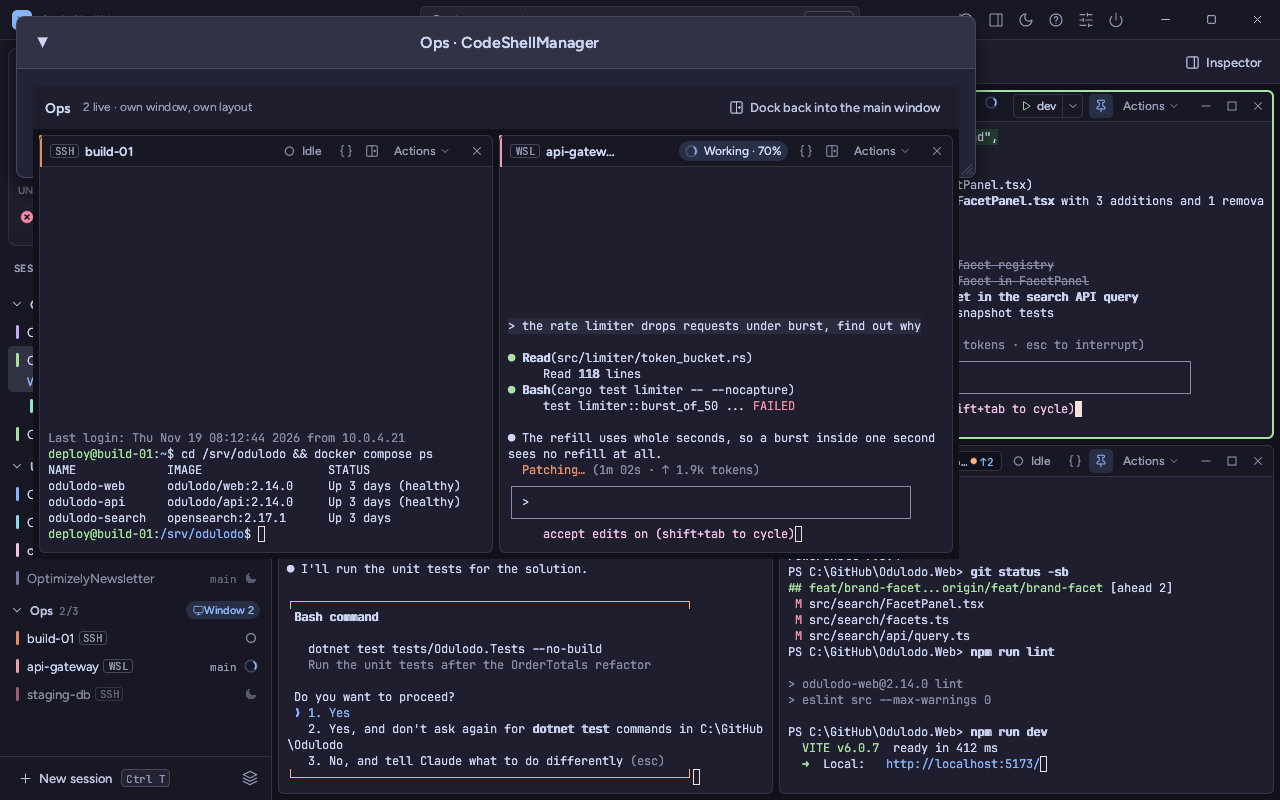 Ops · CodeShellManager
Inspector
Ops 2 live · own window, own layout
Dock back into the main window
dev Actions
SSH build-01 Idle {} Actions
WSL api-gatew… Working · 70% {} Actions
d",
tPanel.tsx)
FacetPanel.tsx with 3 additions and 1 remova
UN
SES
facet registry
facet in FacetPanel
et in the search API query
snapshot tests
tokens · esc to interrupt)
ift+tab to cycle)
> the rate limiter drops requests under burst, find out why
● Read(src/limiter/token_bucket.rs)
Read 118 lines
● Bash(cargo test limiter -- --nocapture)
test limiter::burst_of_50 ... FAILED
● The refill uses whole seconds, so a burst inside one second
sees no refill at all.
Patching… (1m 02s · ↑ 1.9k tokens)
>
accept edits on (shift+tab to cycle)
Last login: Thu Nov 19 08:12:44 2026 from 10.0.4.21
deploy@build-01:~$ cd /srv/odulodo && docker compose ps
NAME IMAGE STATUS
odulodo-web odulodo/web:2.14.0 Up 3 days (healthy)
odulodo-api odulodo/api:2.14.0 Up 3 days (healthy)
odulodo-search opensearch:2.17.1 Up 3 days
deploy@build-01:/srv/odulodo$
↑2 Idle {} Actions
OptimizelyNewsletter main
Ops 2/3 Window 2
build-01 SSH
api-gateway WSL main
staging-db SSH
New session Ctrl T
● I'll run the unit tests for the solution.
Bash command
dotnet test tests/Odulodo.Tests --no-build
Run the unit tests after the OrderTotals refactor
Do you want to proceed?
❯ 1. Yes
2. Yes, and don't ask again for dotnet test commands in C:\GitHub
\Odulodo
3. No, and tell Claude what to do differently (esc)
PS C:\GitHub\Odulodo.Web> git status -sb
## feat/brand-facet...origin/feat/brand-facet [ahead 2]
M src/search/FacetPanel.tsx
M src/search/facets.ts
M src/search/api/query.ts
PS C:\GitHub\Odulodo.Web> npm run lint
> odulodo-web@2.14.0 lint
> eslint src --max-warnings 0
PS C:\GitHub\Odulodo.Web> npm run dev
VITE v6.0.7 ready in 412 ms
➜ Local: http://localhost:5173/